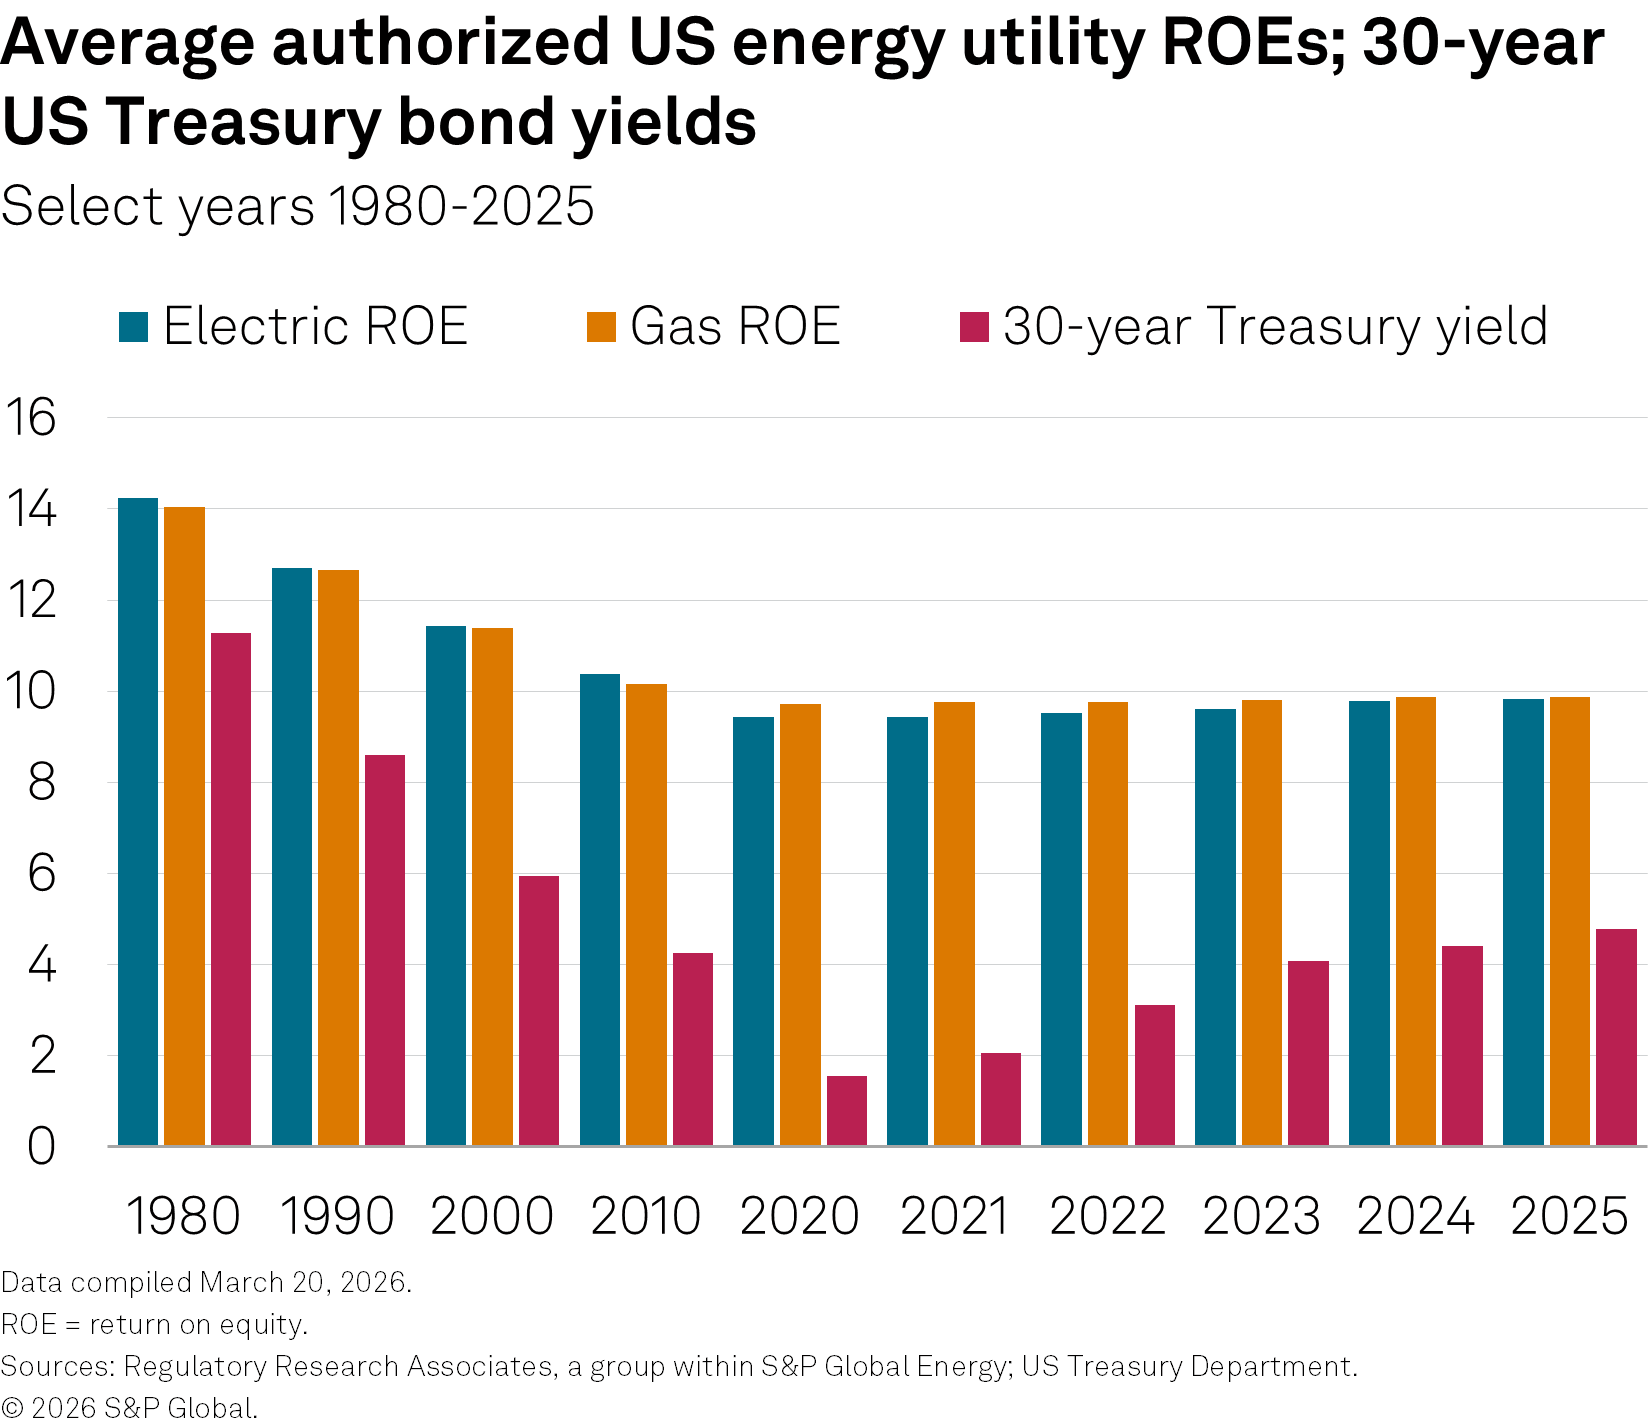 Average authorized US energy utility ROEs; 30-year
US Treasury bond yields
Select years 1980-2025
Electric ROE
Gas ROE
30-year Treasury yield
16
14
12
10
8
6
4
2
0
1980
1990
2000
2010
2020
2021
2022
2023
2024
2025
Data compiled March 20, 2026.
ROE = return on equity.
Sources: Regulatory Research Associates, a group within S&P Global Energy; US Treasury Department.
© 2026 S&P Global.